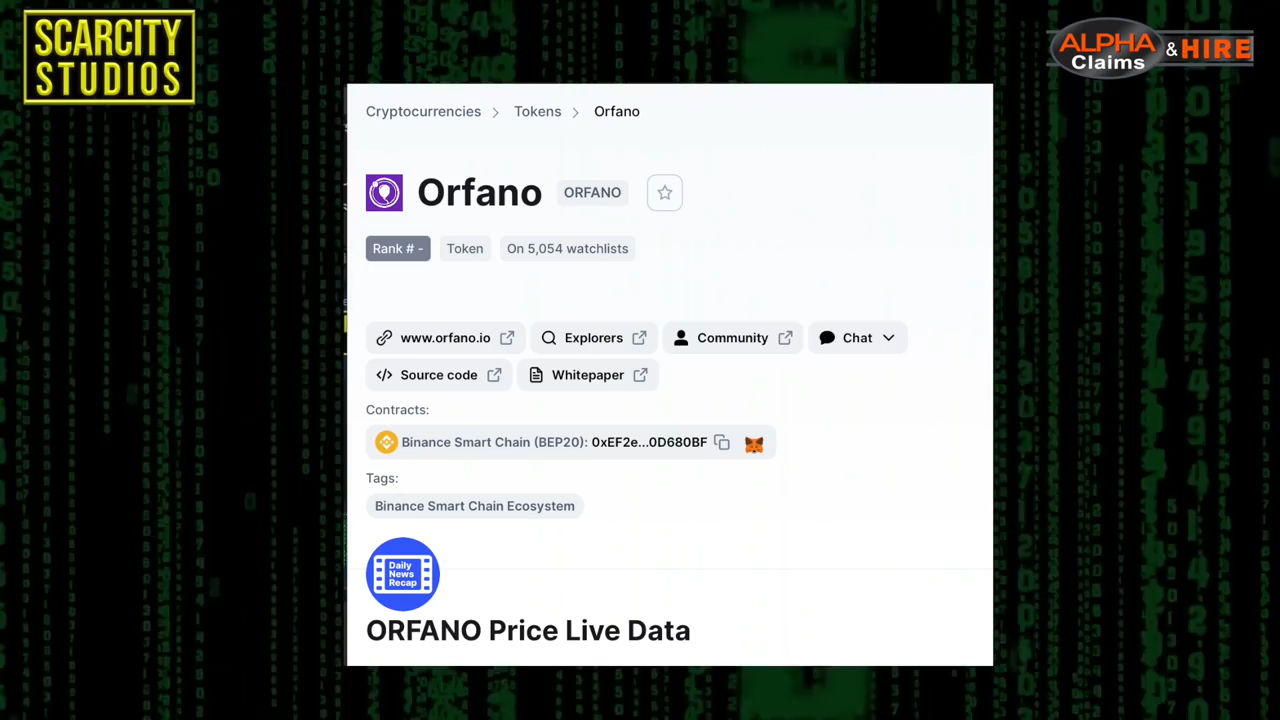 SCARCITY
STUDIOS
ALPHA
Claims
& HIRE
Cryptocurrencies > Tokens > Orfano
Orfano ORFANO
Rank # - Token On 5,054 watchlists
www.orfano.io Explorers Community Chat
Source code Whitepaper
Contracts:
Binance Smart Chain (BEP20): 0xEF2e...0D680BF
Tags:
Binance Smart Chain Ecosystem
Daily
News
Recap
ORFANO Price Live Data